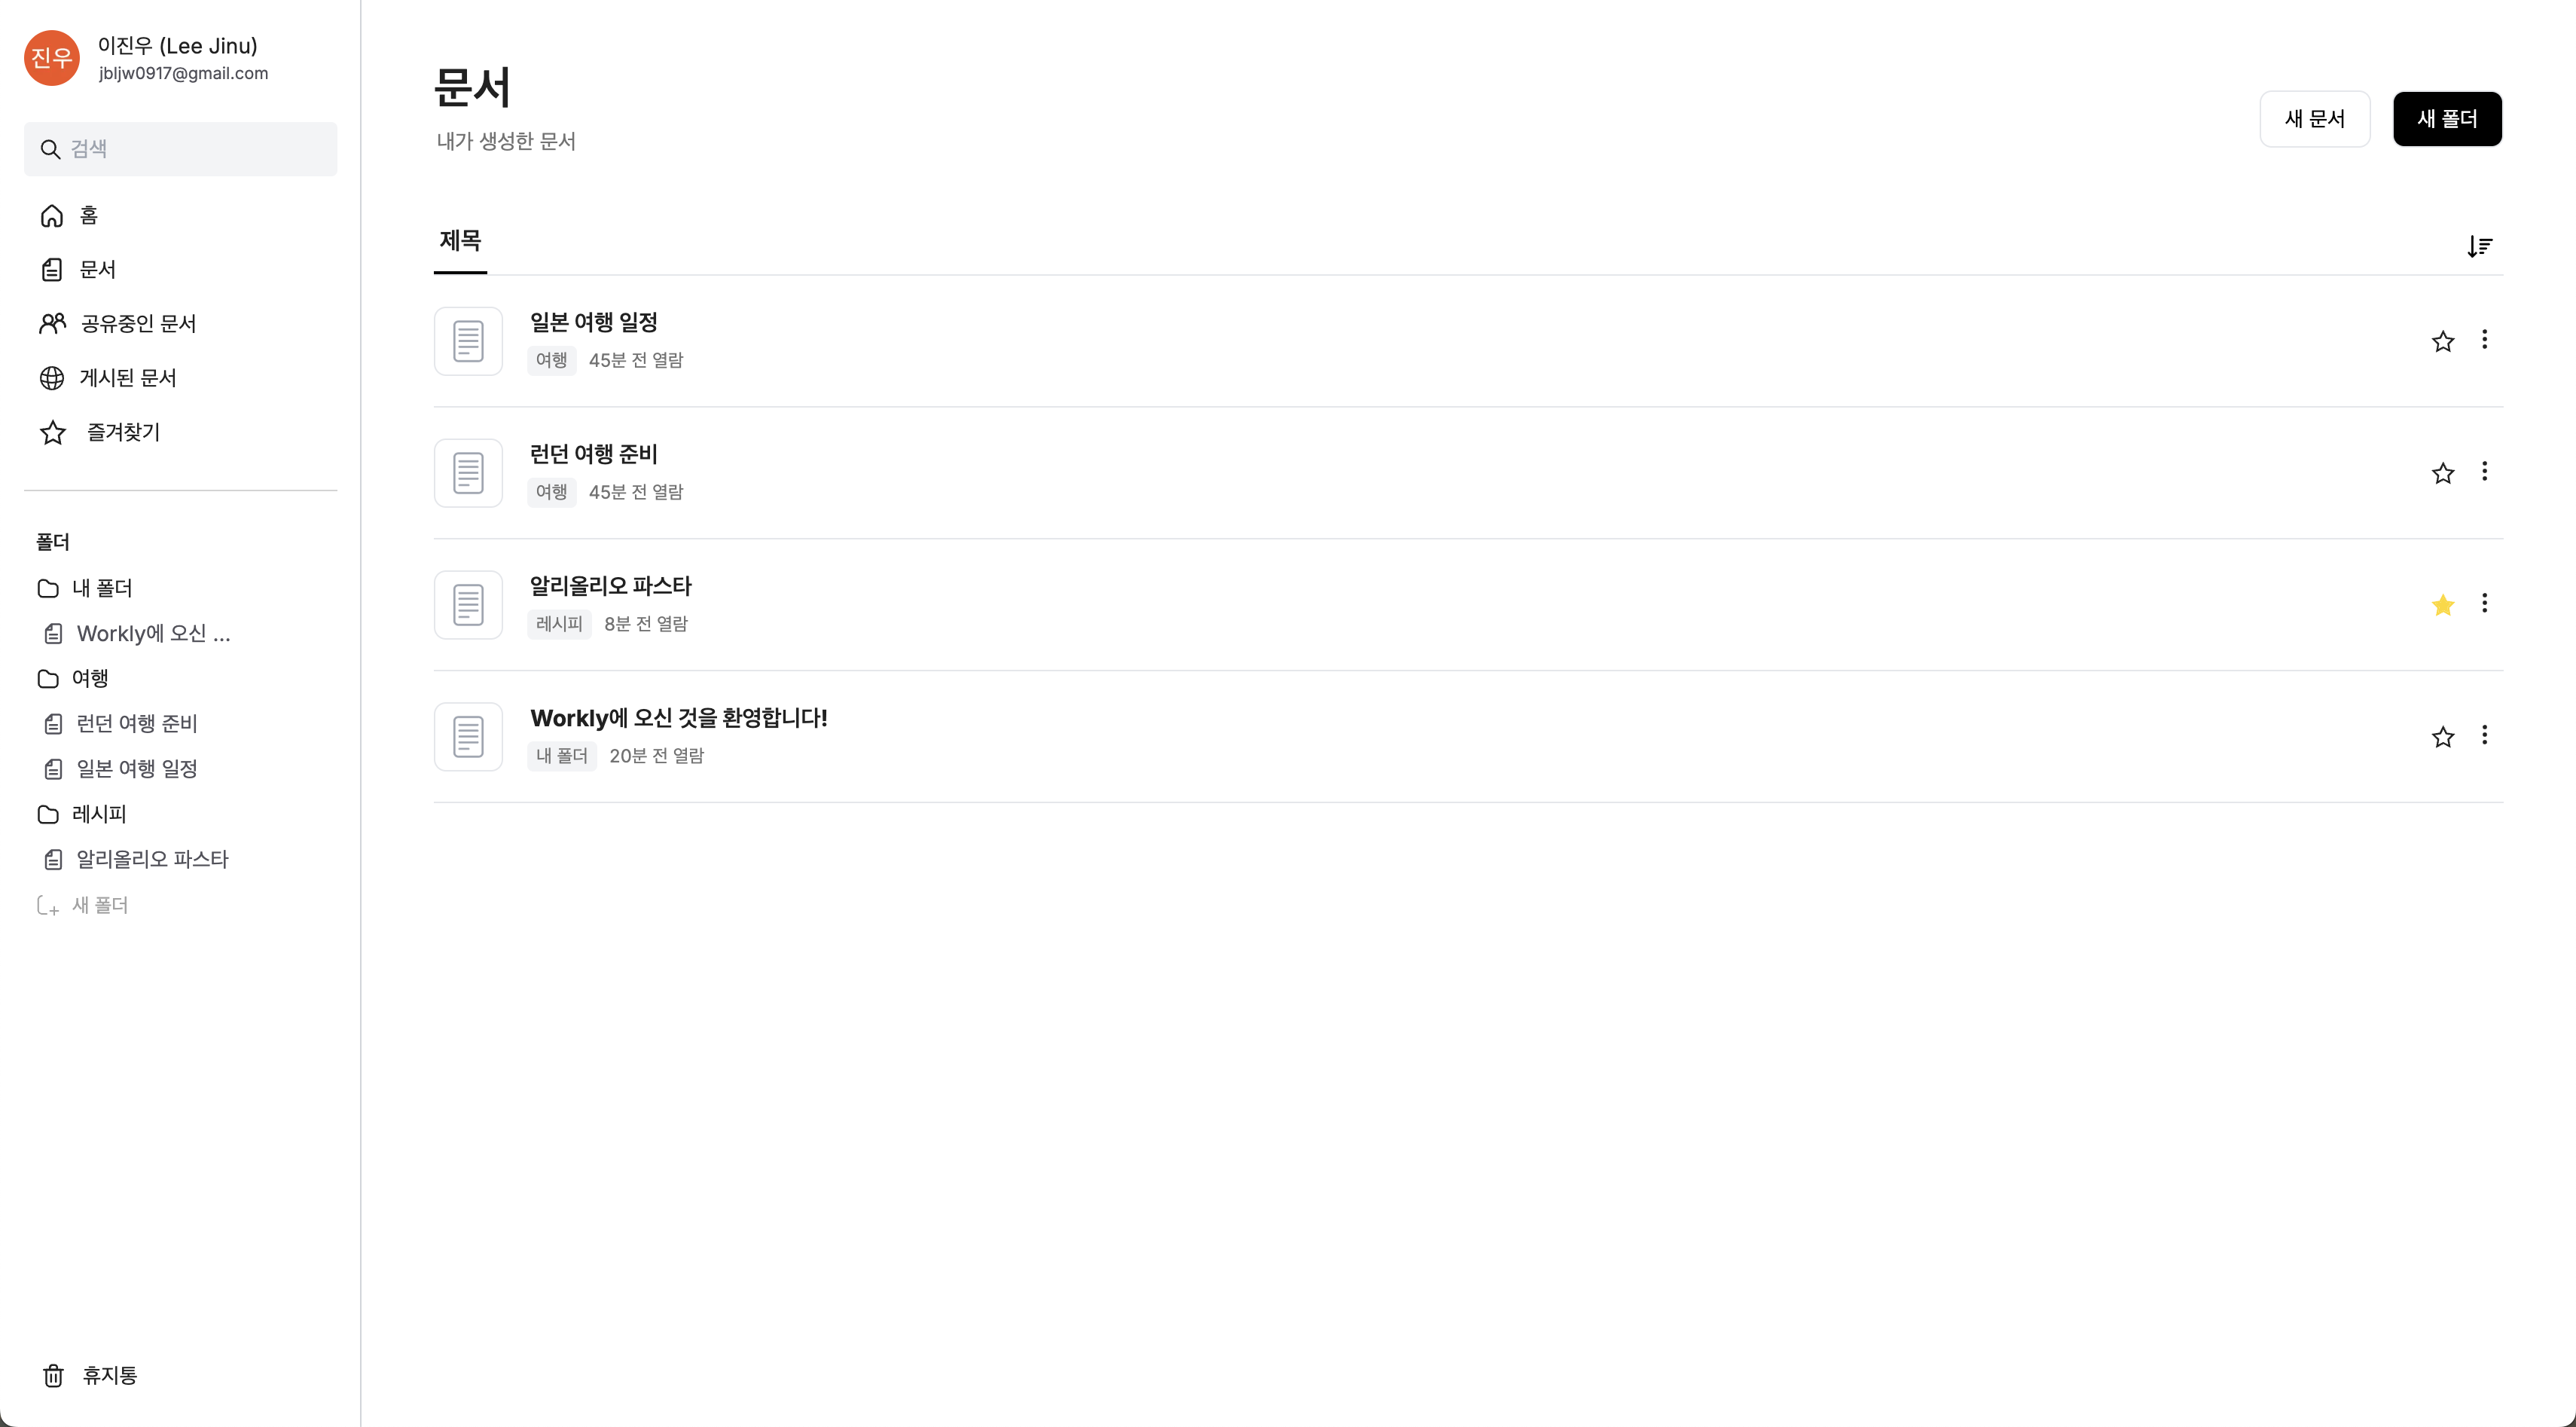 진우
이진우 (Lee Jinu)
jbljw0917@gmail.com
검색
홈
문서
공유중인 문서
게시된 문서
즐겨찾기
폴더
내 폴더
Workly에 오신 ...
여행
런던 여행 준비
일본 여행 일정
레시피
알리올리오 파스타
새 폴더
휴지통
문서
내가 생성한 문서
새 문서
새 폴더
제목
일본 여행 일정
여행 45분 전 열람
런던 여행 준비
여행 45분 전 열람
알리올리오 파스타
레시피 8분 전 열람
Workly에 오신 것을 환영합니다!
내 폴더 20분 전 열람